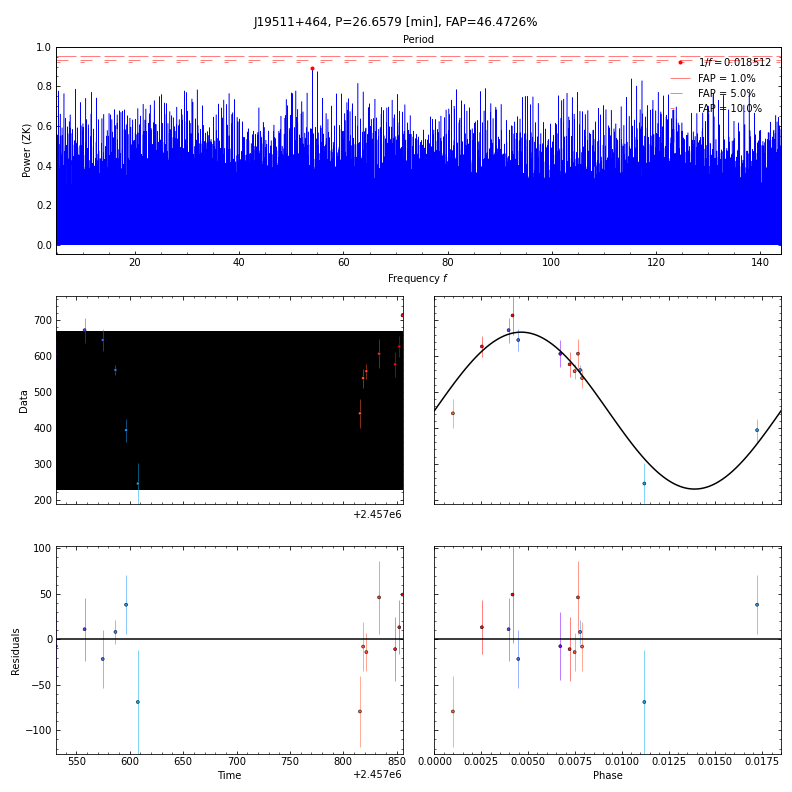 J19511+464, P=26.6579 [min], FAP=46.4726%
Period
1.0
0.8
0.6
0.4
0.2
0.0
Power (ZK)
1/f = 0.018512
FAP = 1.0%
FAP = 5.0%
FAP = 10.0%
20 40 60 80 100 120 140
Frequency f
700
600
500
400
300
200
Data
+2.457e6
100
50
0
−50
−100
Residuals
550 600 650 700 750 800 850
Time
+2.457e6
0.0000 0.0025 0.0050 0.0075 0.0100 0.0125 0.0150 0.0175
Phase